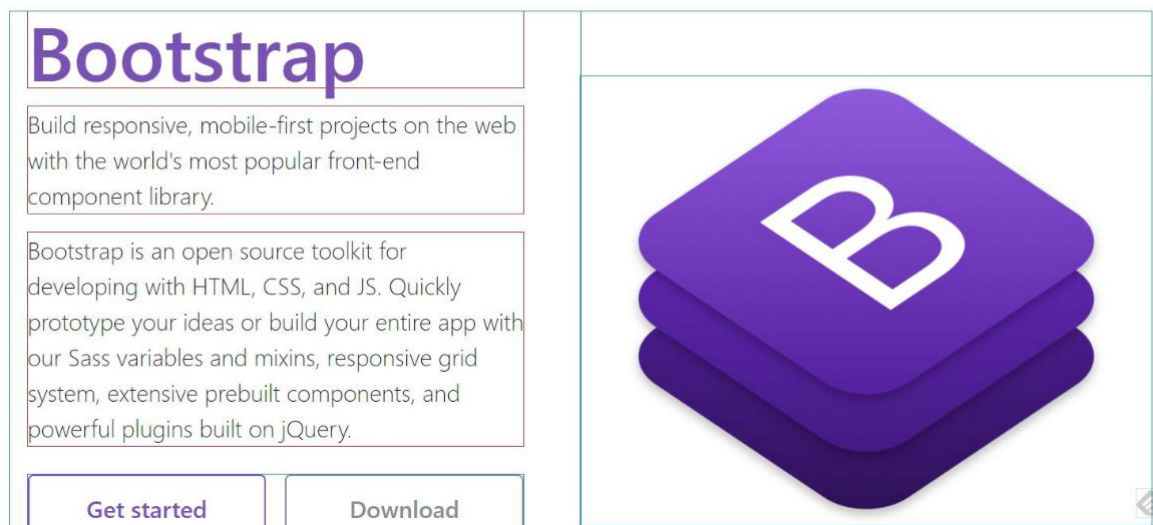 Bootstrap
Build responsive, mobile-first projects on the web
with the world's most popular front-end
component library.
Bootstrap is an open source toolkit for
developing with HTML, CSS, and JS. Quickly
prototype your ideas or build your entire app with
our Sass variables and mixins, responsive grid
system, extensive prebuilt components, and
powerful plugins built on jQuery.
Get started Download
B